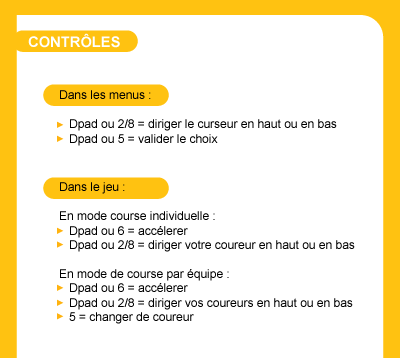 CONTRÔLES
Dans les menus :
Dpad ou 2/8 = diriger le curseur en haut ou en bas
Dpad ou 5 = valider le choix
Dans le jeu :
En mode course individuelle :
Dpad ou 6 = accélerer
Dpad ou 2/8 = diriger votre coureur en haut ou en bas
En mode de course par équipe :
Dpad ou 6 = accélerer
Dpad ou 2/8 = diriger vos coureurs en haut ou en bas
5 = changer de coureur